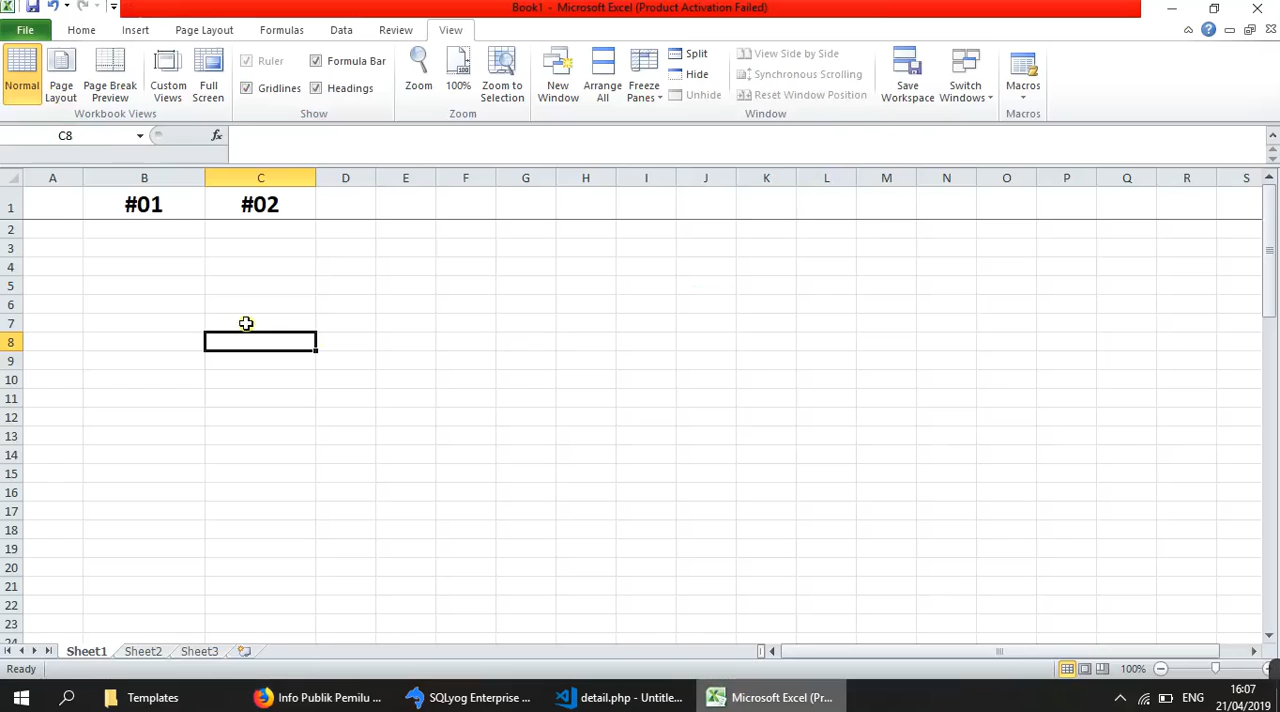 Book1 - Microsoft Excel (Product Activation Failed)
File Home Insert Page Layout Formulas Data Review View
Normal
Page Layout
Page Break Preview
Custom Views
Full Screen
Workbook Views
Ruler
Formula Bar
Gridlines
Headings
Show
Zoom
100%
Zoom to Selection
Zoom
New Window
Arrange All
Freeze Panes
Split
Hide
Unhide
View Side by Side
Synchronous Scrolling
Reset Window Position
Save Workspace
Switch Windows
Window
Macros
Macros
C8
fx
A B C D E F G H I J K L M N O P Q R S
1 #01 #02
2
3
4
5
6
7
8
9
10
11
12
13
14
15
16
17
18
19
20
21
22
23
24
Sheet1 Sheet2 Sheet3
Ready
100%
Templates
Info Publik Pemilu ...
SQLyog Enterprise ...
detail.php - Untitle...
Microsoft Excel (Pr...
ENG
16:07
21/04/2019